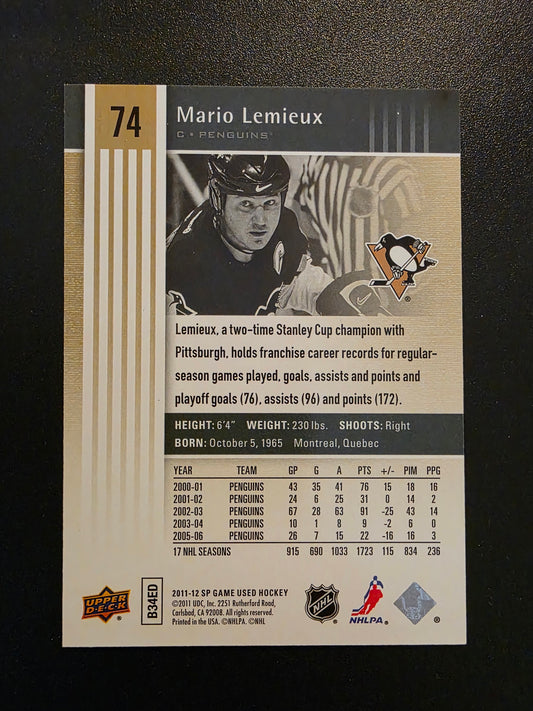 74
Mario Lemieux
C • PENGUINS®
Lemieux, a two-time Stanley Cup champion with
Pittsburgh, holds franchise career records for regular-
season games played, goals, assists and points and
playoff goals (76), assists (96) and points (172).
HEIGHT: 6'4" WEIGHT: 230 lbs. SHOOTS: Right
BORN: October 5, 1965 Montreal, Quebec
YEAR TEAM GP G A PTS +/- PIM PPG
2000-01 PENGUINS 43 35 41 76 15 18 16
2001-02 PENGUINS 24 6 25 31 0 14 2
2002-03 PENGUINS 67 28 63 91 -25 43 14
2003-04 PENGUINS 10 1 8 9 -2 6 0
2005-06 PENGUINS 26 7 15 22 -16 16 3
17 NHL SEASONS 915 690 1033 1723 115 834 236
UPPER DECK
B34ED
2011-12 SP GAME USED HOCKEY
©2011 UDC, Inc. 2251 Rutherford Road,
Carlsbad, CA 92008. All rights reserved.
Printed in the USA. ©NHLPA. ©NHL
NHL
NHLPA